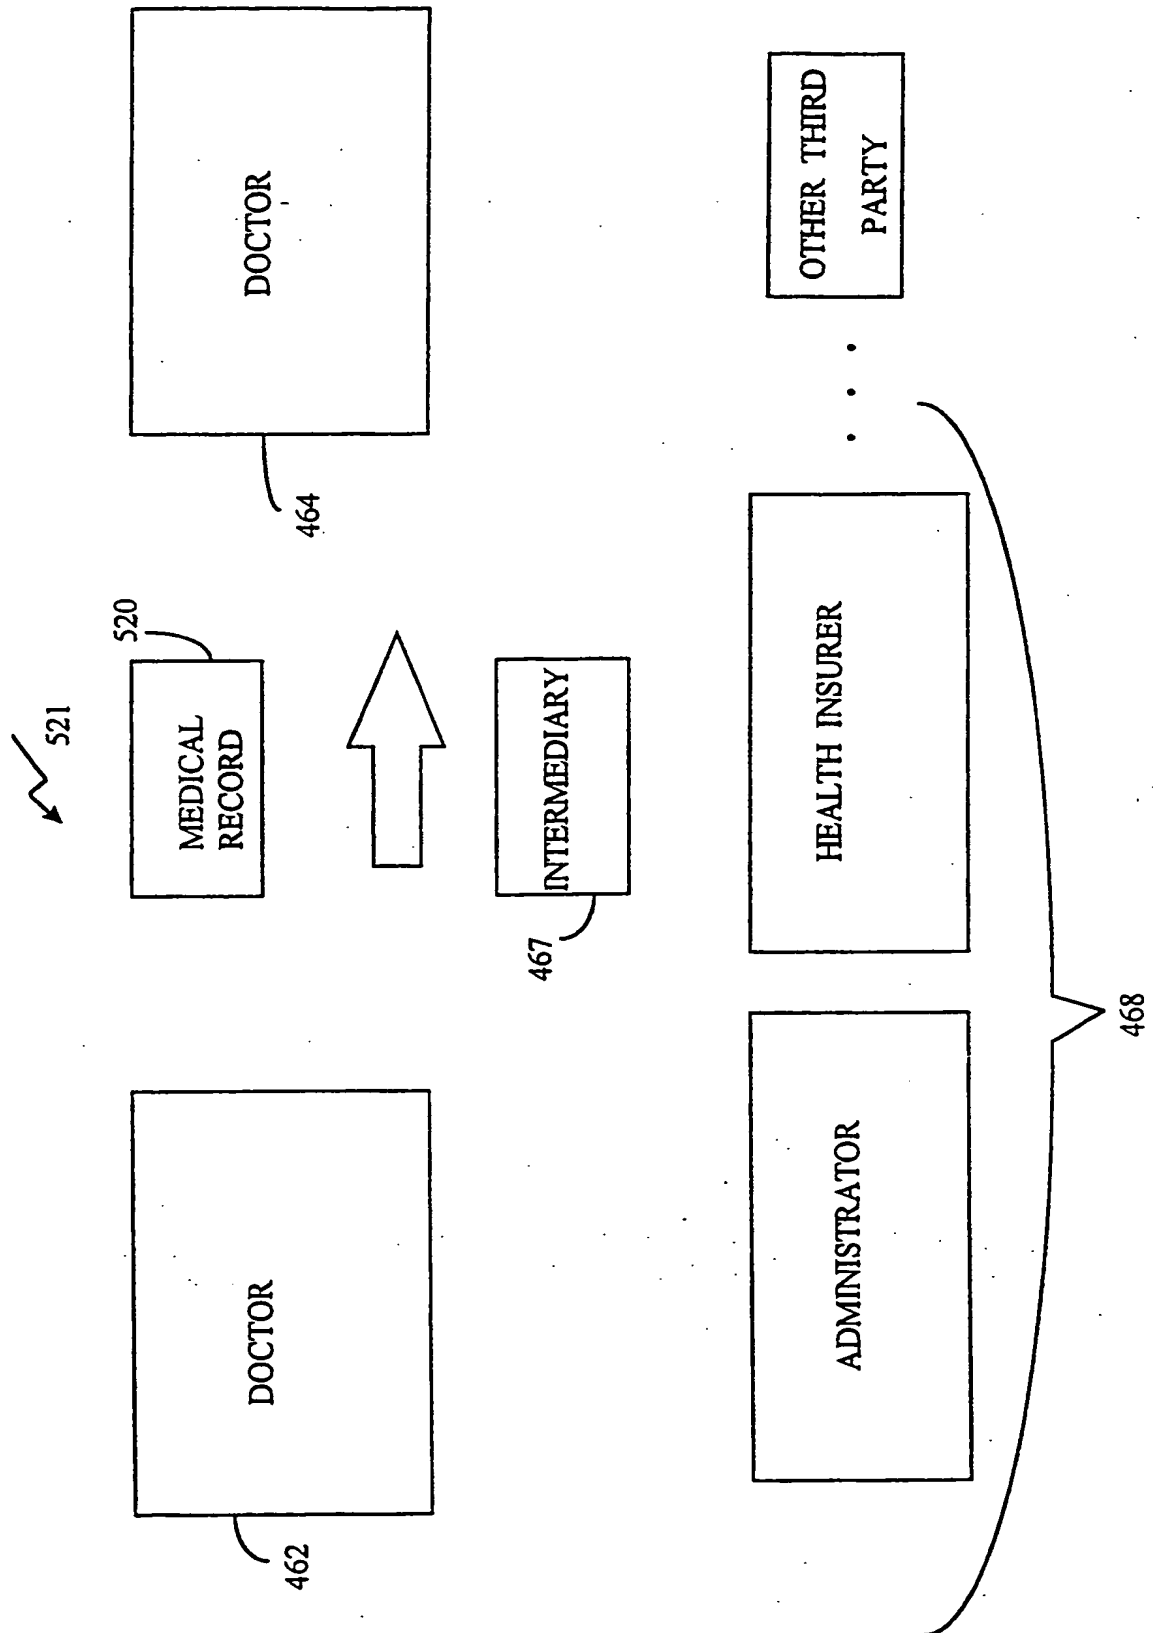 521
DOCTOR
462
MEDICAL
RECORD
520
DOCTOR
464
INTERMEDIARY
467
ADMINISTRATOR
HEALTH INSURER
. . .
OTHER THIRD
PARTY
468